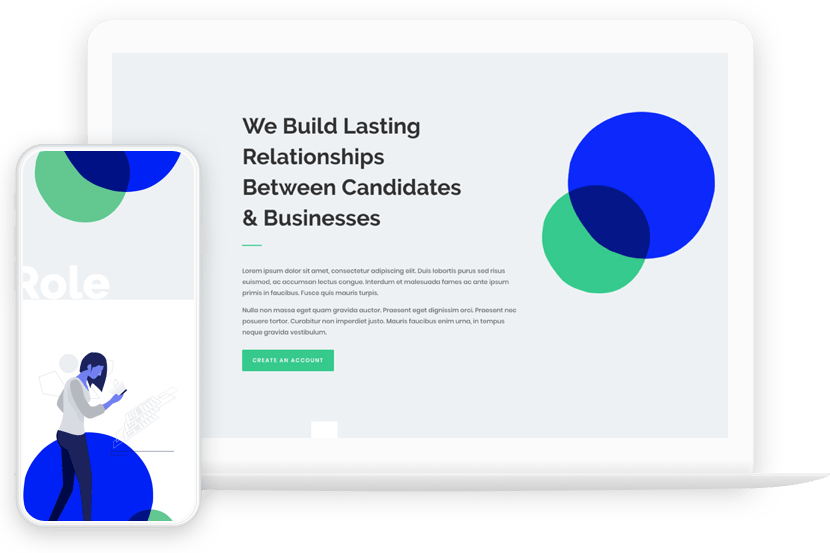 We Build Lasting
Relationships
Between Candidates
& Businesses
Lorem ipsum dolor sit amet, consectetur adipiscing elit. Duis lobortis purus sed risus
euismod, ac accumsan lectus congue. Interdum et malesuada fames ac ante ipsum
primis in faucibus. Fusce quis mauris turpis.
Nulla non massa eget quam gravida auctor. Praesent eget dignissim orci. Praesent nec
posuere tortor. Curabitur non imperdiet justo. Mauris faucibus enim urna, in tempus
neque gravida vestibulum.
CREATE AN ACCOUNT
Role